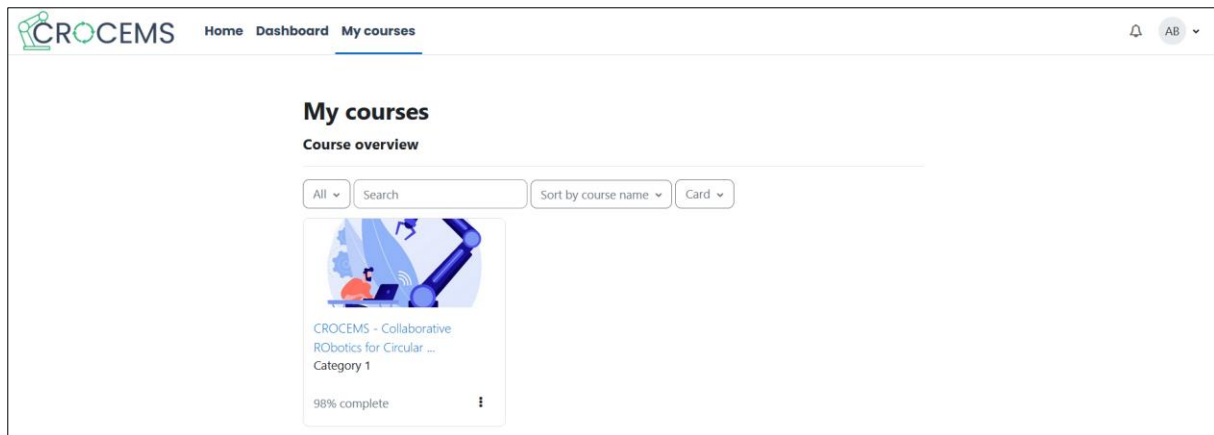 CROCEMS Home Dashboard My courses AB
My courses
Course overview
All Search Sort by course name Card
CROCEMS - Collaborative
RObotics for Circular ...
Category 1
98% complete